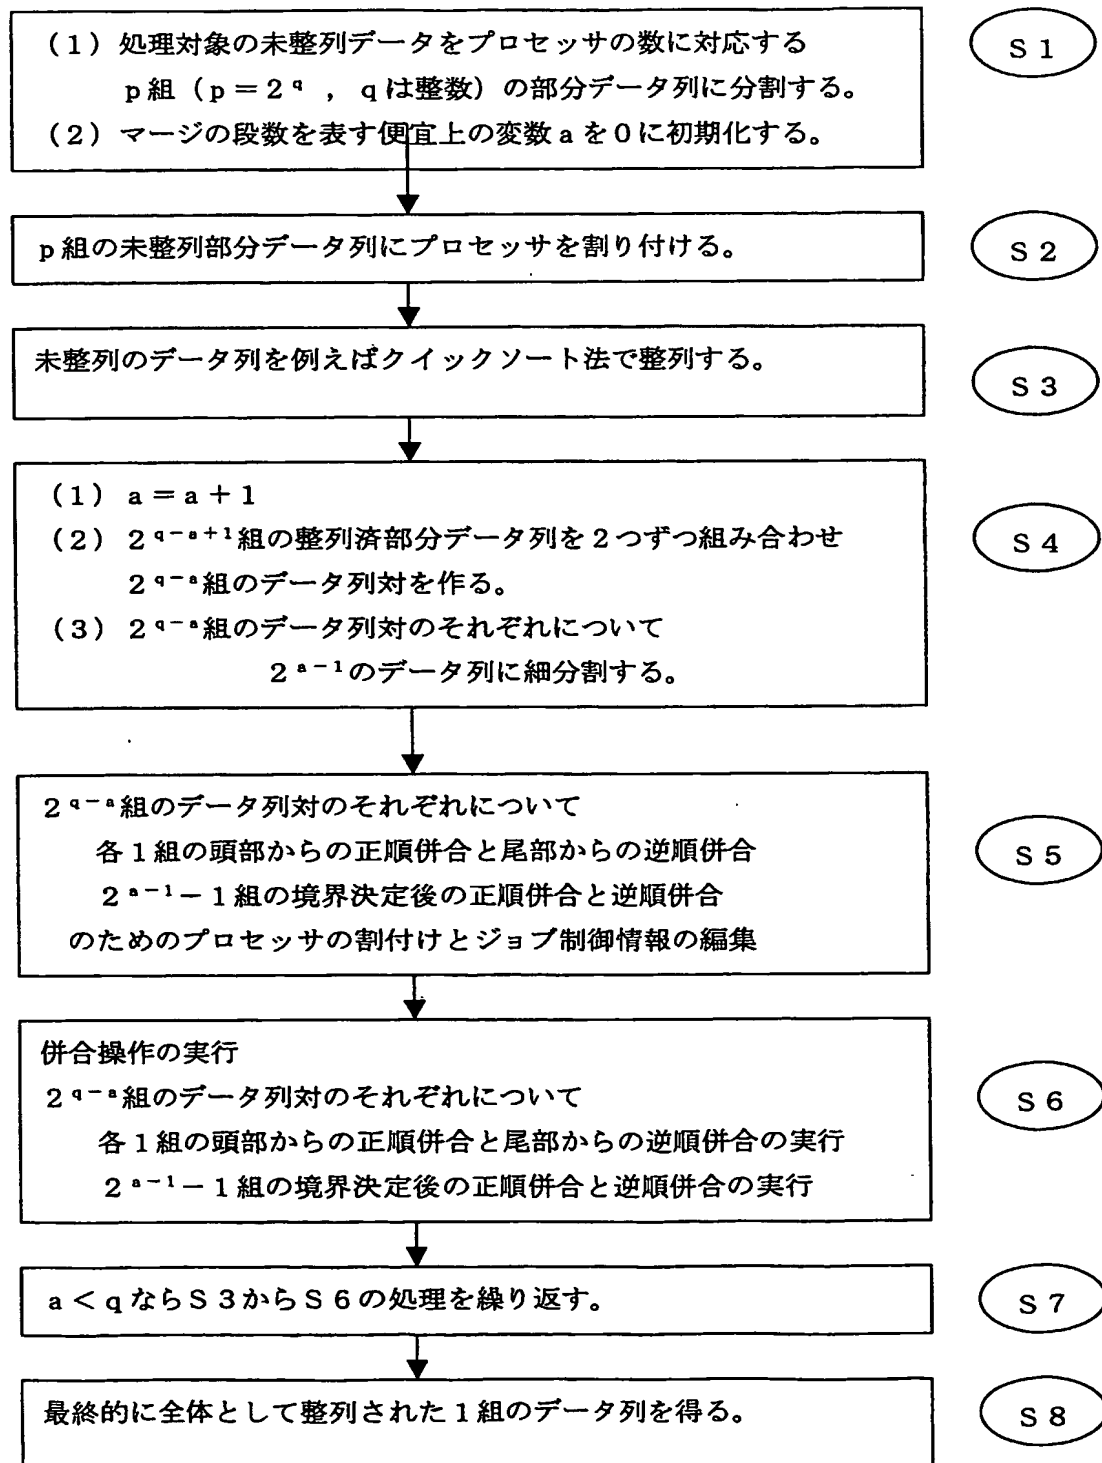 (1) 処理対象の未整列データをプロセッサの数に対応する
p組（p＝2^q ，qは整数）の部分データ列に分割する。
(2) マージの段数を表す便宜上の変数aを0に初期化する。
S1
p組の未整列部分データ列にプロセッサを割り付ける。
S2
未整列のデータ列を例えばクイックソート法で整列する。
S3
(1) a＝a＋1
(2) 2^{q－a＋1}組の整列済部分データ列を2つずつ組み合わせ
2^{q－a}組のデータ列対を作る。
(3) 2^{q－a}組のデータ列対のそれぞれについて
2^{a－1}のデータ列に細分割する。
S4
2^{q－a}組のデータ列対のそれぞれについて
各1組の頭部からの正順併合と尾部からの逆順併合
2^{a－1}－1組の境界決定後の正順併合と逆順併合
のためのプロセッサの割付けとジョブ制御情報の編集
S5
併合操作の実行
2^{q－a}組のデータ列対のそれぞれについて
各1組の頭部からの正順併合と尾部からの逆順併合の実行
2^{a－1}－1組の境界決定後の正順併合と逆順併合の実行
S6
a＜qならS3からS6の処理を繰り返す。
S7
最終的に全体として整列された1組のデータ列を得る。
S8